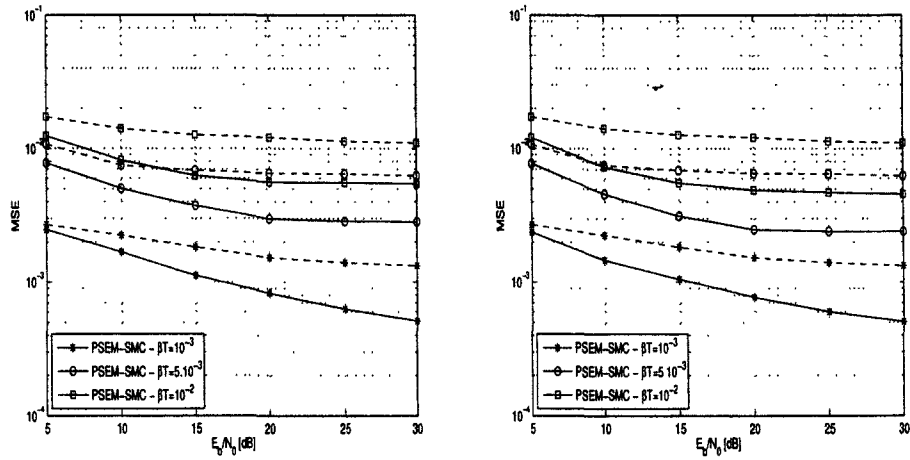 10⁻¹
10⁻²
10⁻³
10⁻⁴
MSE
PSEM-SMC - βT=10⁻³
PSEM-SMC - βT=5.10⁻³
PSEM-SMC - βT=10⁻²
5 10 15 20 25 30
E_b/N_0 [dB]
10⁻¹
10⁻²
10⁻³
10⁻⁴
MSE
PSEM-SMC - βT=10⁻³
PSEM-SMC - βT=5 10⁻³
PSEM-SMC - βT=10⁻²
5 10 15 20 25 30
E_b/N_0 [dB]